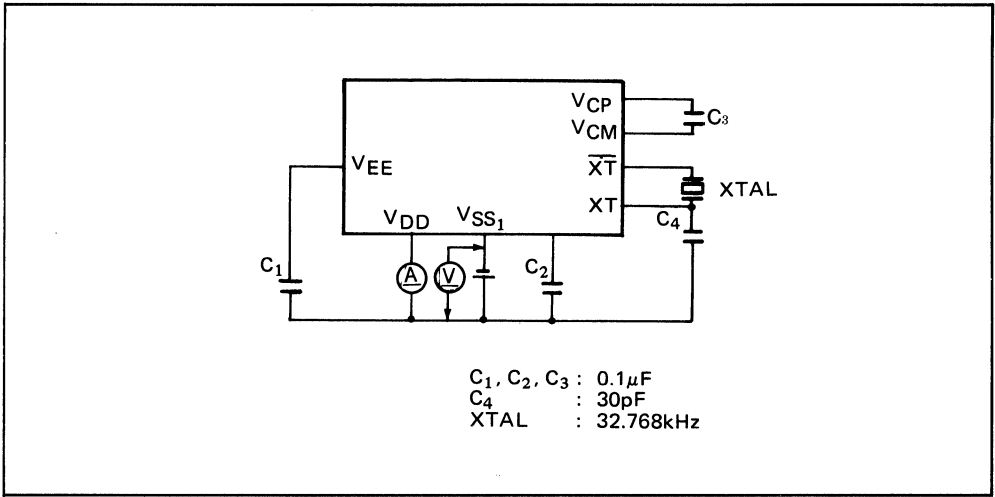 VCP
C3
VCM
VEE
XT
XTAL
XT
C4
VDD
VSS1
C1
A
V
C2
C1, C2, C3 : 0.1µF
C4 : 30pF
XTAL : 32.768kHz